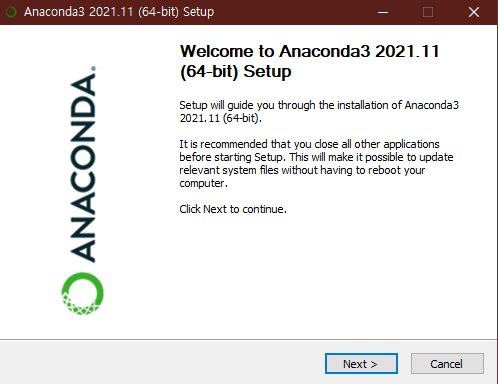 Anaconda3 2021.11 (64-bit) Setup
ANACONDA.
Welcome to Anaconda3 2021.11
(64-bit) Setup
Setup will guide you through the installation of Anaconda3
2021.11 (64-bit).
It is recommended that you close all other applications
before starting Setup. This will make it possible to update
relevant system files without having to reboot your
computer.
Click Next to continue.
Next >
Cancel